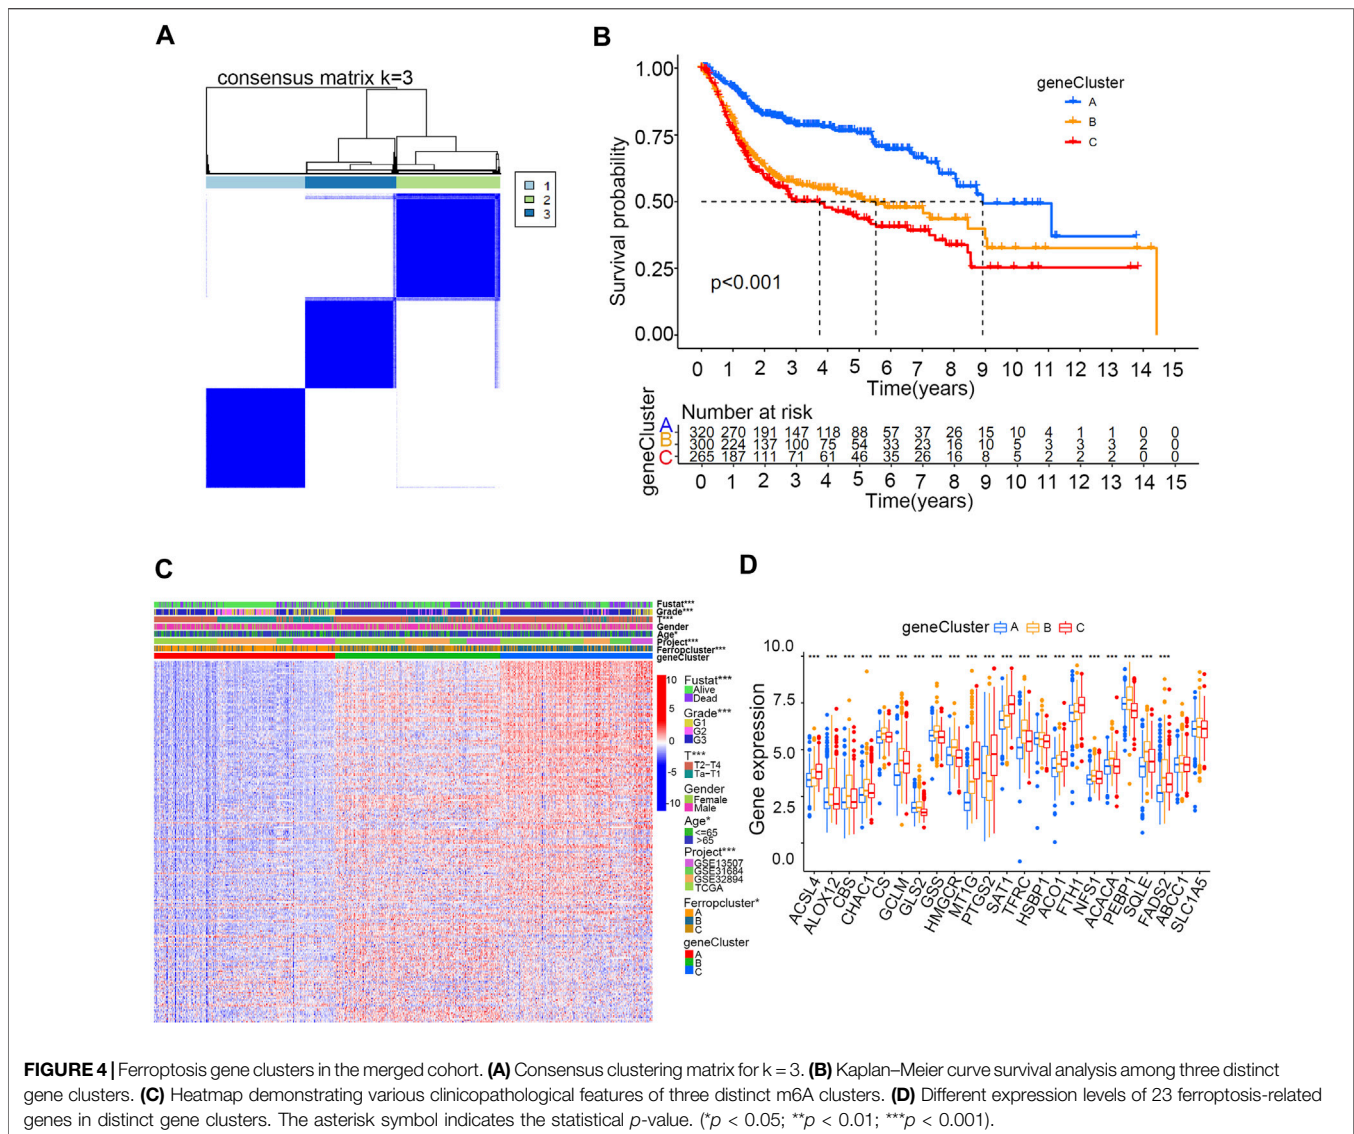 A
consensus matrix k=3
1
2
3
B
geneCluster
A
B
C
Survival probability
1.00
0.75
0.50
0.25
0.00
p<0.001
0 1 2 3 4 5 6 7 8 9 10 11 12 13 14 15
Time(years)
geneCluster
Number at risk
A 320 270 191 147 118 88 57 37 26 15 10 4 1 1 0 0
B 300 224 137 100 75 54 33 23 16 10 5 3 3 3 2 0
C 265 187 111 71 61 46 35 26 16 8 5 2 2 2 0 0
0 1 2 3 4 5 6 7 8 9 10 11 12 13 14 15
Time(years)
C
Fustat***
Grade***
T***
Gender
Age*
Project***
Ferropcluster***
geneCluster
10
5
0
-5
-10
Fustat***
Alive
Dead
Grade***
G1
G2
G3
T***
T2-T4
Ta-T1
Gender
Female
Male
Age*
<=65
>65
Project***
GSE13507
GSE31684
GSE32894
TCGA
Ferropcluster*
A
B
C
geneCluster
A
B
C
D
geneCluster A B C
Gene expression
10.0
7.5
5.0
2.5
0.0
*** *** *** *** *** *** *** *** *** *** *** *** *** *** *** *** *** *** *** *** ***
ACSL4
ALOX12
CBS
CHAC1
CS
GCLM
GLS2
GSS
HMGCR
MT1G
PTGS2
SAT1
TFRC
HSBP1
ACO1
FTH1
NFS1
ACACA
PEBP1
SQLE
FADS2
ABCC1
SLC1A5
FIGURE 4 | Ferroptosis gene clusters in the merged cohort. (A) Consensus clustering matrix for k = 3. (B) Kaplan–Meier curve survival analysis among three distinct
gene clusters. (C) Heatmap demonstrating various clinicopathological features of three distinct m6A clusters. (D) Different expression levels of 23 ferroptosis-related
genes in distinct gene clusters. The asterisk symbol indicates the statistical p-value. (*p < 0.05; **p < 0.01; ***p < 0.001).